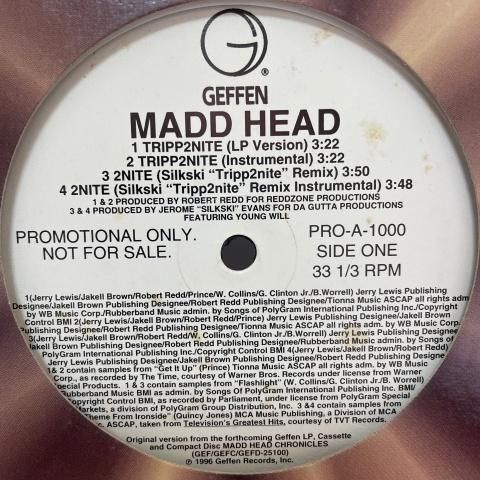 GEFFEN
MADD HEAD
1 TRIPP2NITE (LP Version) 3:22
2 TRIPP2NITE (Instrumental) 3:22
3 2NITE (Silkski “Tripp2nite” Remix) 3:50
4 2NITE (Silkski “Tripp2nite” Remix Instrumental) 3:48
1 & 2 PRODUCED BY ROBERT REDD FOR REDZONE PRODUCTIONS
3 & 4 PRODUCED BY JEROME “SILKSKI” EVANS FOR DA GUTTA PRODUCTIONS
FEATURING YOUNG WILL
PROMOTIONAL ONLY.
NOT FOR SALE.
PRO-A-1000
SIDE ONE
33 1/3 RPM
1(Jerry Lewis/Jakell Brown/Robert Redd/Prince/W. Collins/G. Clinton Jr./B.Worrell) Jerry Lewis Publishing
Designee/Jakell Brown Publishing Designee/Robert Redd Publishing Designee/Tionna Music ASCAP all rights adm
by WB Music Corp./Rubberband Music admin. by Songs of PolyGram International Publishing Inc./Copyright
Control BMI 2(Jerry Lewis/Jakell Brown/Robert Redd/Prince) Jerry Lewis Publishing Designee/Jakell Brown
Publishing Designee/Robert Redd Publishing Designee/Tionna Music ASCAP all rights adm. by WB Music Corp.
3(Jerry Lewis/Jakell Brown/Robert Redd/W. Collins/G. Clinton Jr./B. Worrell) Jerry Lewis Publishing
Designee/Jakell Brown Publishing Designee/Robert Redd Publishing Designee/Rubberband Music admin. by Songs of
PolyGram International Publishing Inc./Copyright Control BMI 4(Jerry Lewis/Jakell Brown/Robert Redd)
Jerry Lewis Publishing Designee/Jakell Brown Publishing Designee/Robert Redd Publishing Designee
1& 2 contain samples from “Get It Up” (Prince) Tionna Music ASCAP all rights adm. by WB Music
Corp., as recorded by The Time, courtesy of Warner Bros. Records under license from Warner
Special Products. 1 & 3 contain samples from “Flashlight” (W. Collins/G. Clinton Jr./B. Worrell)
Rubberband Music BMI as admin. by Songs Of PolyGram International Publishing Inc. BMI/
Copyright Control BMI, as recorded by Parliament, under license from PolyGram Special
Markets, a division of PolyGram Group Distribution, Inc. 3 &4 contain samples from
“Theme From Ironside” (Quincy Jones) MCA Music Publishing, a Division of MCA
Inc. ASCAP, taken from Television's Greatest Hits, courtesy of TVT Records.
Original version from the forthcoming Geffen LP, Cassette
and Compact Disc MADD HEAD CHRONICLES
(GEF/GEFC/GEFD-25100)
℗ 1996 Geffen Records, Inc.